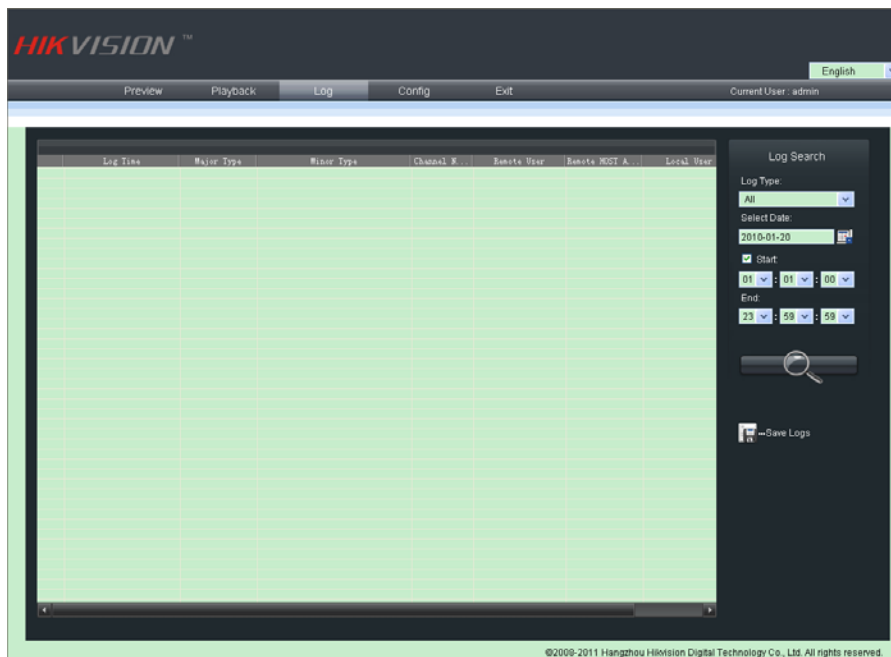 HIKVISION ™
English
Preview Playback Log Config Exit Current User : admin
Log Time Major Type Minor Type Channel N... Remote User Remote HOST A... Local User
Log Search
Log Type:
All
Select Date:
2010-01-20
Start
01 : 01 : 00
End:
23 : 59 : 59
--Save Logs
©2008-2011 Hangzhou Hikvision Digital Technology Co., Ltd. All rights reserved.